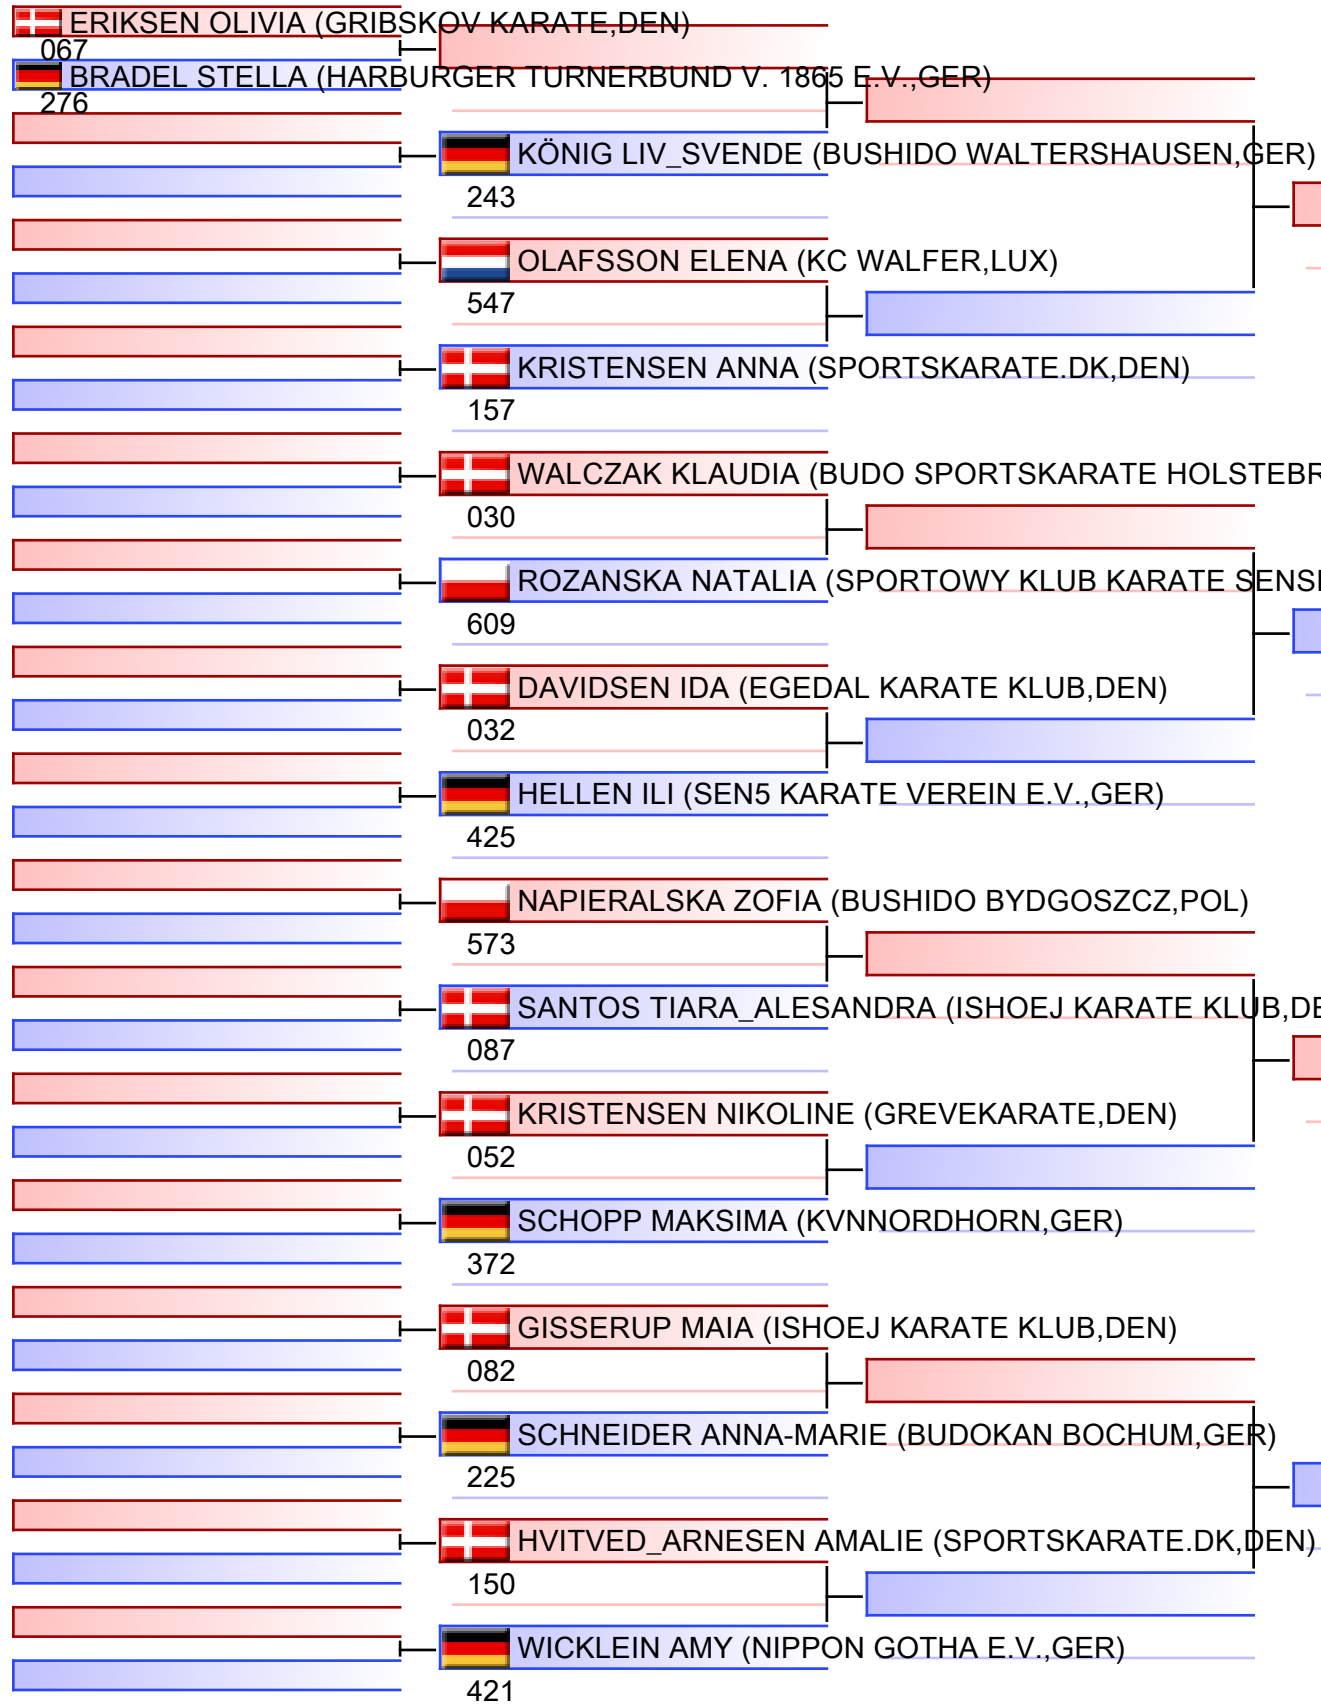 ERIKSEN OLIVIA (GRIBSKOV KARATE,DEN)
067
BRADEL STELLA (HARBURGER TURNERBUND V. 1865 E.V.,GER)
276
KÖNIG LIV_SVENDE (BUSHIDO WALTERSHAUSEN,GER)
243
OLAFSSON ELENA (KC WALFER,LUX)
547
KRISTENSEN ANNA (SPORTSKARATE.DK,DEN)
157
WALCZAK KLAUDIA (BUDO SPORTSKARATE HOLSTEBR
030
ROZANSKA NATALIA (SPORTOWY KLUB KARATE SENSE
609
DAVIDSEN IDA (EGEDAL KARATE KLUB,DEN)
032
HELLEN ILI (SEN5 KARATE VEREIN E.V.,GER)
425
NAPIERALSKA ZOFIA (BUSHIDO BYDGOSZCZ,POL)
573
SANTOS TIARA_ALESANDRA (ISHOEJ KARATE KLUB,DE
087
KRISTENSEN NIKOLINE (GREVEKARATE,DEN)
052
SCHOPP MAKSIMA (KVNNORDHORN,GER)
372
GISSERUP MAIA (ISHOEJ KARATE KLUB,DEN)
082
SCHNEIDER ANNA-MARIE (BUDOKAN BOCHUM,GER)
225
HVITVED_ARNESEN AMALIE (SPORTSKARATE.DK,DEN)
150
WICKLEIN AMY (NIPPON GOTHA E.V.,GER)
421